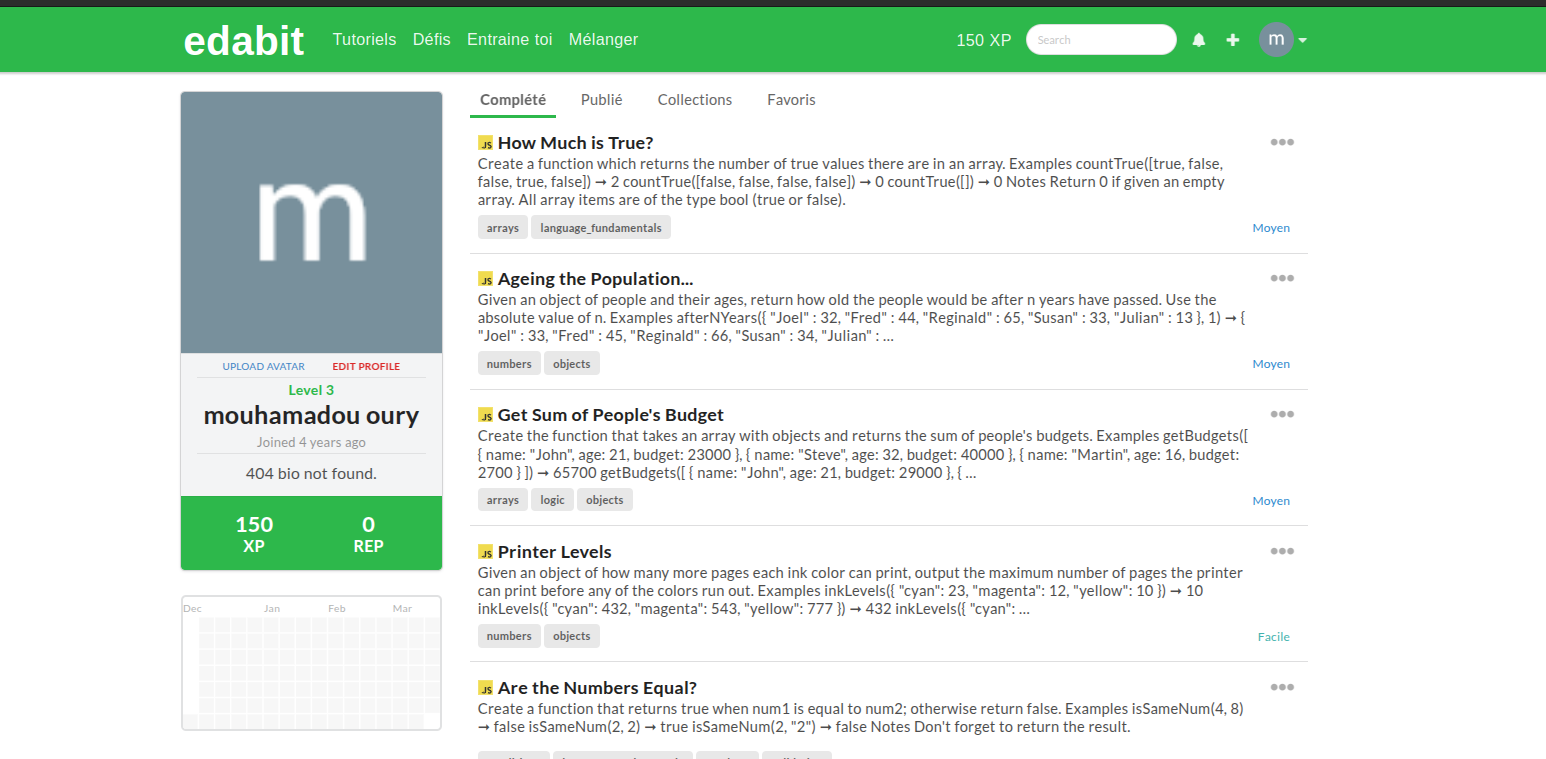 edabit
Tutoriels Défis Entraine toi Mélanger
150 XP Search m
m
UPLOAD AVATAR EDIT PROFILE
Level 3
mouhamadou oury
Joined 4 years ago
404 bio not found.
150 0
XP REP
Dec Jan Feb Mar
Complété Publié Collections Favoris
JS How Much is True?
Create a function which returns the number of true values there are in an array. Examples countTrue([true, false,
false, true, false]) ➞ 2 countTrue([false, false, false, false]) ➞ 0 countTrue([]) ➞ 0 Notes Return 0 if given an empty
array. All array items are of the type bool (true or false).
arrays language_fundamentals Moyen
JS Ageing the Population...
Given an object of people and their ages, return how old the people would be after n years have passed. Use the
absolute value of n. Examples afterNYears({ "Joel" : 32, "Fred" : 44, "Reginald" : 65, "Susan" : 33, "Julian" : 13 }, 1) ➞ {
"Joel" : 33, "Fred" : 45, "Reginald" : 66, "Susan" : 34, "Julian" : ...
numbers objects Moyen
JS Get Sum of People's Budget
Create the function that takes an array with objects and returns the sum of people's budgets. Examples getBudgets([
{ name: "John", age: 21, budget: 23000 }, { name: "Steve", age: 32, budget: 40000 }, { name: "Martin", age: 16, budget:
2700 } ]) ➞ 65700 getBudgets([ { name: "John", age: 21, budget: 29000 }, { ...
arrays logic objects Moyen
JS Printer Levels
Given an object of how many more pages each ink color can print, output the maximum number of pages the printer
can print before any of the colors run out. Examples inkLevels({ "cyan": 23, "magenta": 12, "yellow": 10 }) ➞ 10
inkLevels({ "cyan": 432, "magenta": 543, "yellow": 777 }) ➞ 432 inkLevels({ "cyan": ...
numbers objects Facile
JS Are the Numbers Equal?
Create a function that returns true when num1 is equal to num2; otherwise return false. Examples isSameNum(4, 8)
➞ false isSameNum(2, 2) ➞ true isSameNum(2, "2") ➞ false Notes Don't forget to return the result.